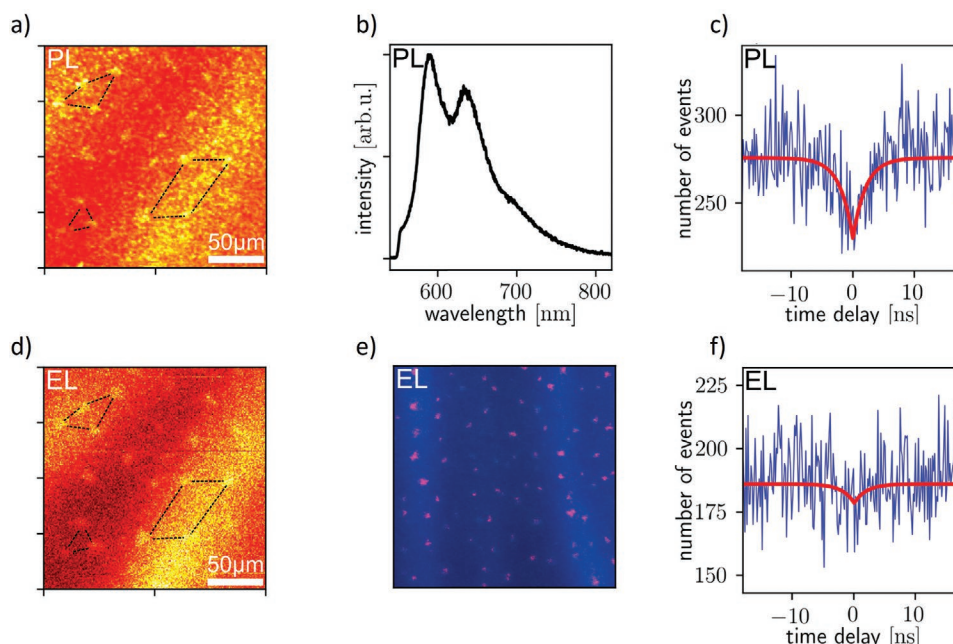 a)
PL
50µm
b)
PL
intensity [arb.u.]
600
700
800
wavelength [nm]
c)
PL
number of events
300
250
−10
0
10
time delay [ns]
d)
EL
50µm
e)
EL
f)
EL
number of events
225
200
175
150
−10
0
10
time delay [ns]